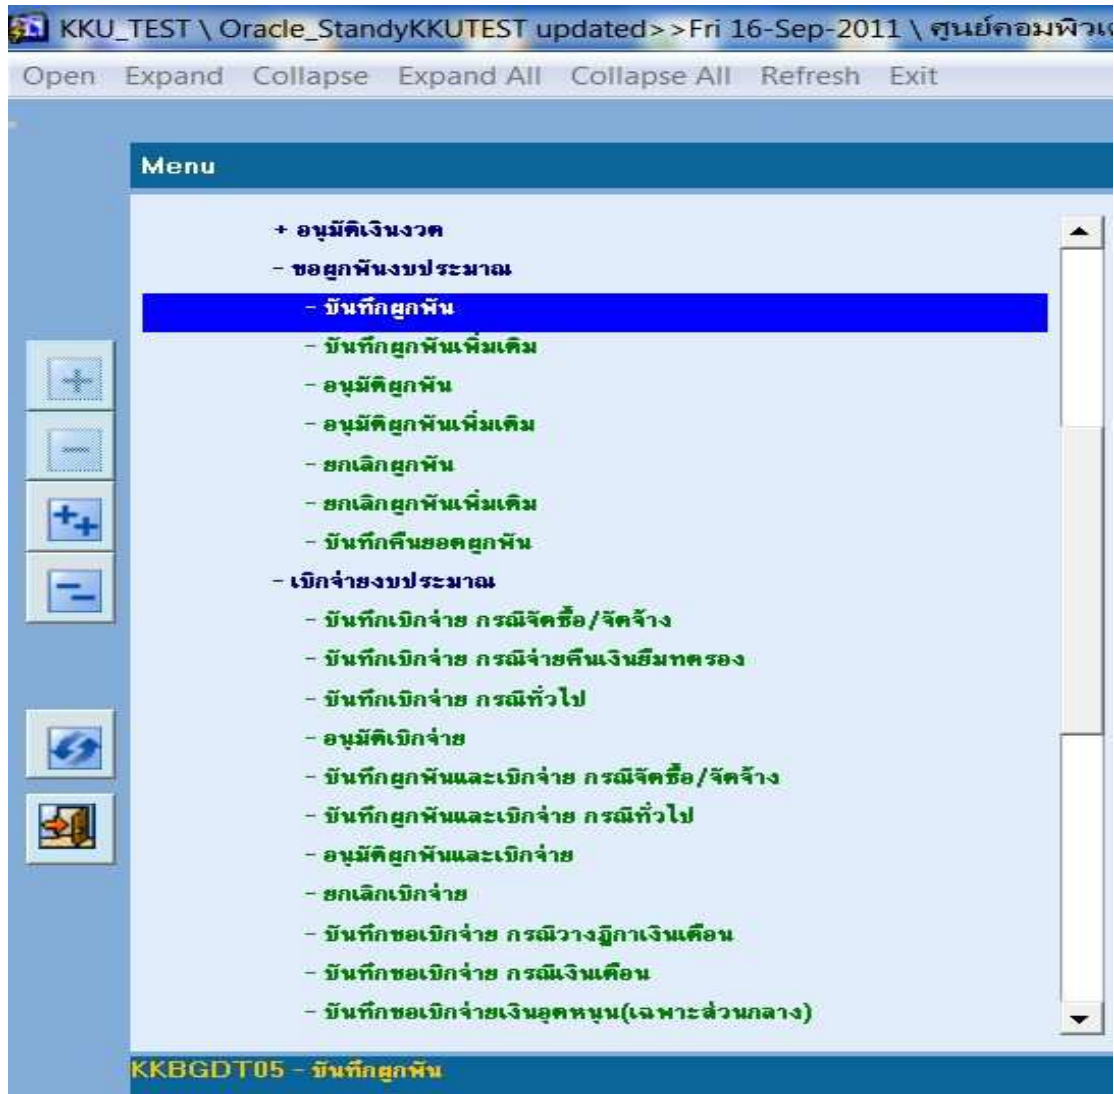 KKU_TEST \ Oracle_StandyKKUTEST updated>>Fri 16-Sep-2011 \ ศูนย์คอมพิวเ
Open Expand Collapse Expand All Collapse All Refresh Exit
Menu
+ อนุมัติเงินงวด
- ขอผูกพันงบประมาณ
- บันทึกผูกพัน
- บันทึกผูกพันเพิ่มเติม
- อนุมัติผูกพัน
- อนุมัติผูกพันเพิ่มเติม
- ยกเลิกผูกพัน
- ยกเลิกผูกพันเพิ่มเติม
- บันทึกคืนยอดผูกพัน
- เบิกจ่ายงบประมาณ
- บันทึกเบิกจ่าย กรณีจัดซื้อ/จัดจ้าง
- บันทึกเบิกจ่าย กรณีจ่ายคืนเงินยืมทดรอง
- บันทึกเบิกจ่าย กรณีทั่วไป
- อนุมัติเบิกจ่าย
- บันทึกผูกพันและเบิกจ่าย กรณีจัดซื้อ/จัดจ้าง
- บันทึกผูกพันและเบิกจ่าย กรณีทั่วไป
- อนุมัติผูกพันและเบิกจ่าย
- ยกเลิกเบิกจ่าย
- บันทึกขอเบิกจ่าย กรณีวางฎีกาเงินเดือน
- บันทึกขอเบิกจ่าย กรณีเงินเดือน
- บันทึกขอเบิกจ่ายเงินอุดหนุน(เฉพาะส่วนกลาง)
KKBGDT05 - บันทึกผูกพัน